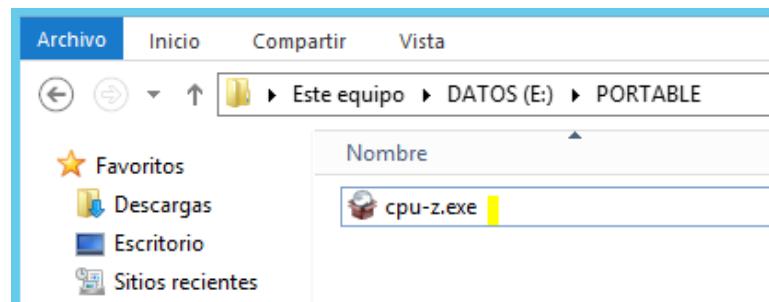 Archivo Inicio Compartir Vista
Este equipo DATOS (E:) PORTABLE
Favoritos
Descargas
Escritorio
Sitios recientes
Nombre
cpu-z.exe